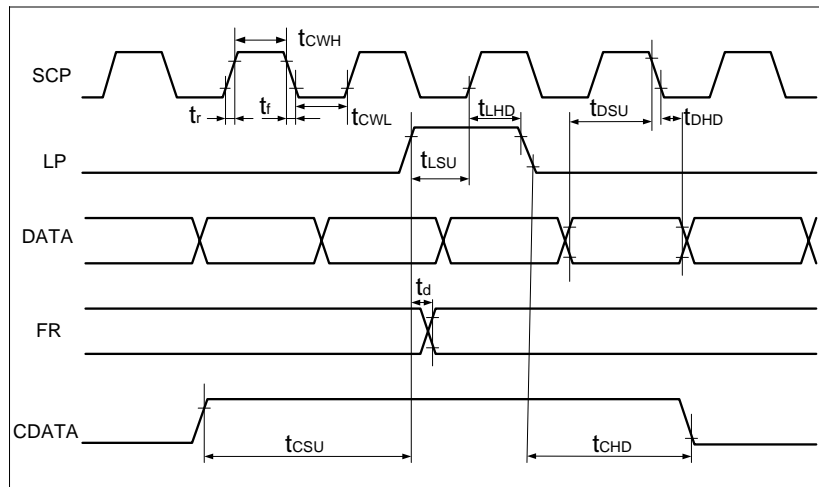 tCWH
SCP
tr
tf
tCWL
tLHD
tDSU
tDHD
LP
tLSU
DATA
td
FR
CDATA
tCSU
tCHD